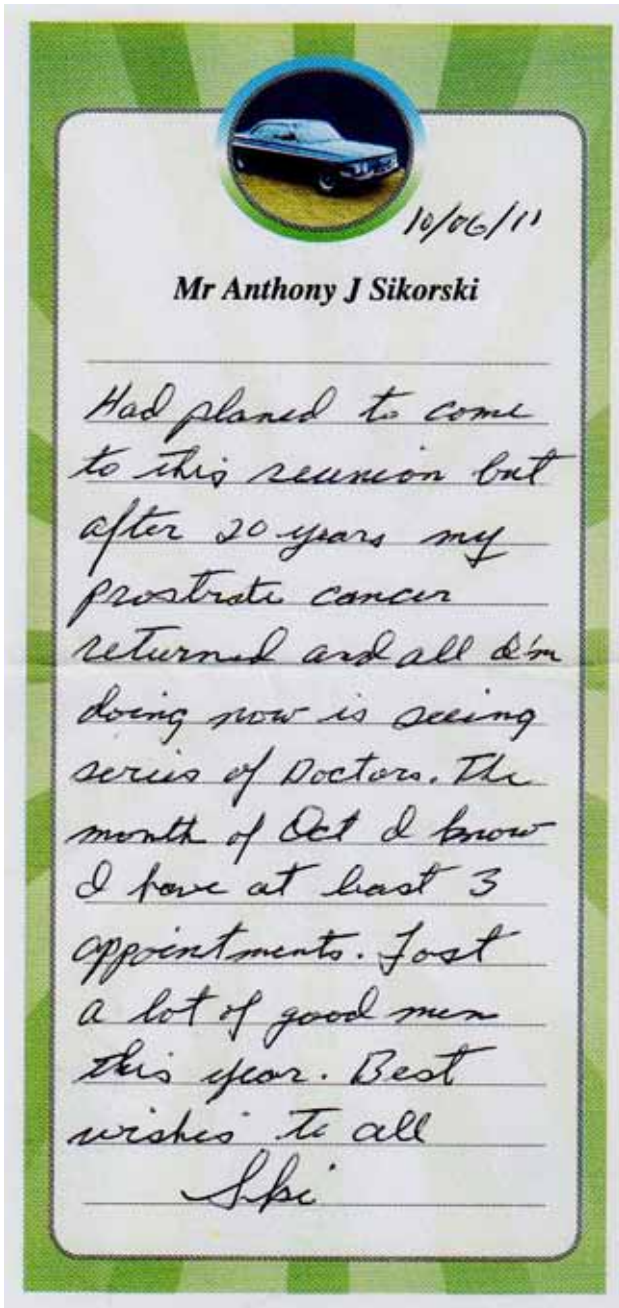 10/06/11
Mr Anthony J Sikorski
Had planed to come
to this reunion but
after 20 years my
prostrate cancer
returned and all I'm
doing now is seeing
series of Doctors. The
month of Oct I know
I have at least 3
appointments. Lost
a lot of good men
this year. Best
wishes to all
Ski